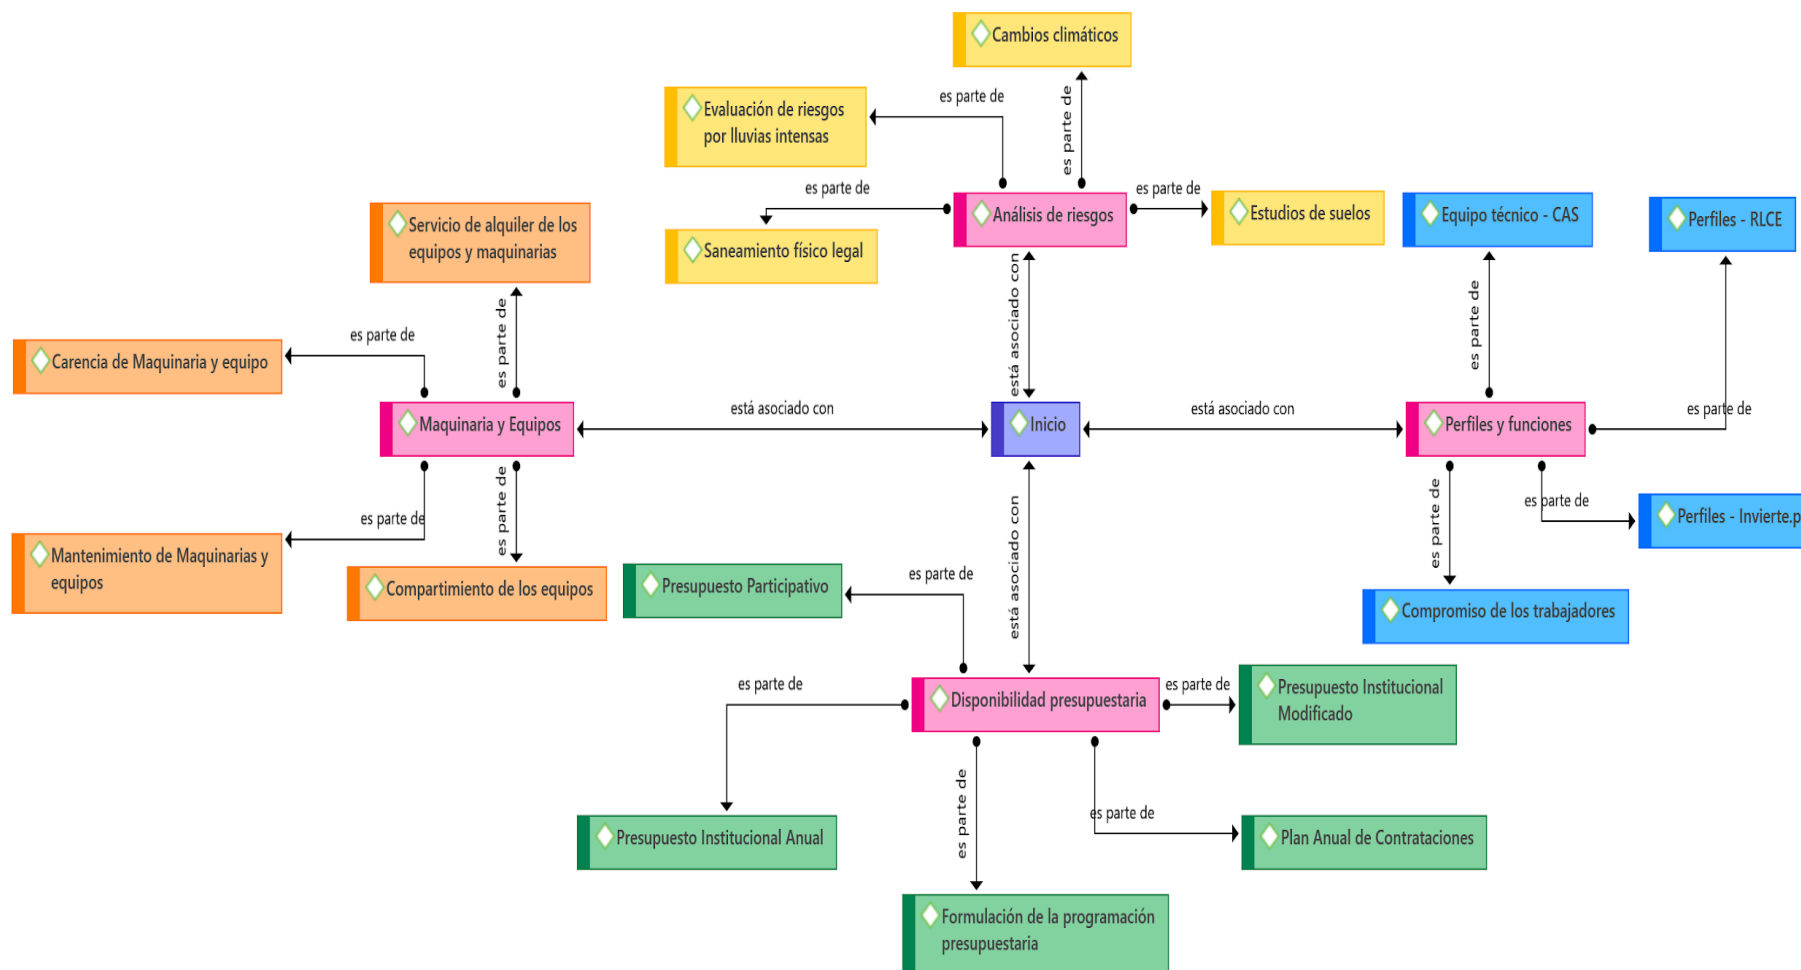 Cambios climáticos
es parte de
es parte de
Evaluación de riesgos
por lluvias intensas
es parte de
es parte de
Análisis de riesgos
Estudios de suelos
Saneamiento físico legal
Equipo técnico - CAS
Perfiles - RLCE
Servicio de alquiler de los
equipos y maquinarias
es parte de
es parte de
Carencia de Maquinaria y equipo
está asociado con
es parte de
Maquinaria y Equipos
está asociado con
Inicio
está asociado con
Perfiles y funciones
es parte de
es parte de
es parte de
Mantenimiento de Maquinarias y
equipos
Compartimiento de los equipos
está asociado con
es parte de
es parte de
Perfiles - Invierte.p
Compromiso de los trabajadores
Presupuesto Participativo
es parte de
es parte de
Disponibilidad presupuestaria
es parte de
Presupuesto Institucional
Modificado
Presupuesto Institucional Anual
es parte de
es parte de
Plan Anual de Contrataciones
Formulación de la programación
presupuestaria